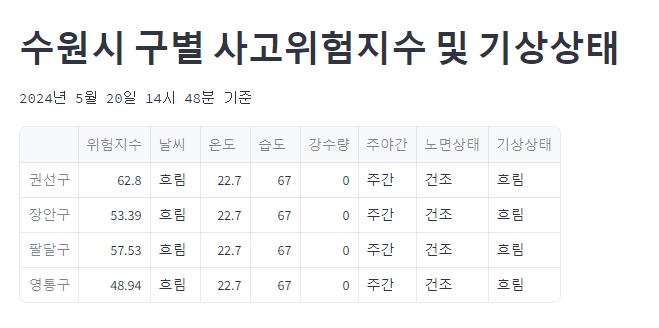 수원시 구별 사고위험지수 및 기상상태
2024년 5월 20일 14시 48분 기준
위험지수 날씨 온도 습도 강수량 주야간 노면상태 기상상태
권선구 62.8 흐림 22.7 67 0 주간 건조 흐림
장안구 53.39 흐림 22.7 67 0 주간 건조 흐림
팔달구 57.53 흐림 22.7 67 0 주간 건조 흐림
영통구 48.94 흐림 22.7 67 0 주간 건조 흐림